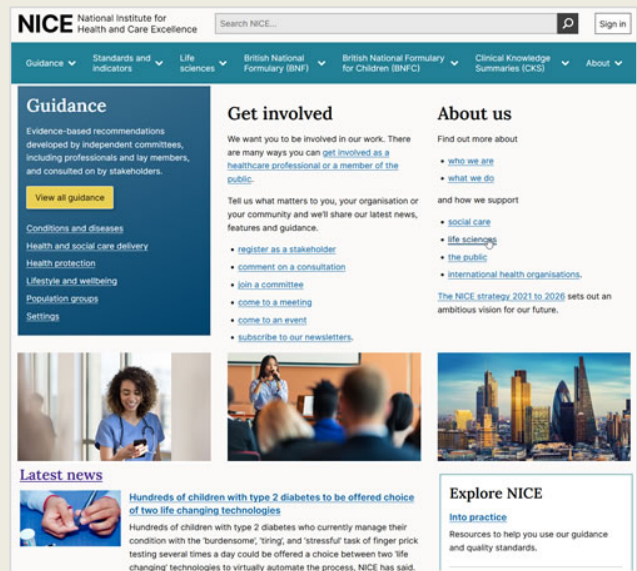 NICE National Institute for
Health and Care Excellence
Search NICE...
Sign in
Guidance
Standards and
indicators
Life
sciences
British National
Formulary (BNF)
British National Formulary
for Children (BNFC)
Clinical Knowledge
Summaries (CKS)
About
Guidance
Evidence-based recommendations
developed by independent committees,
including professionals and lay members,
and consulted on by stakeholders.
View all guidance
Conditions and diseases
Health and social care delivery
Health protection
Lifestyle and wellbeing
Population groups
Settings
Get involved
We want you to be involved in our work. There
are many ways you can get involved as a
healthcare professional or a member of the
public.
Tell us what matters to you, your organisation or
your community and we'll share our latest news,
features and guidance.
• register as a stakeholder
• comment on a consultation
• join a committee
• come to a meeting
• come to an event
• subscribe to our newsletters.
About us
Find out more about
• who we are
• what we do
and how we support
• social care
• life sciences
• the public
• international health organisations.
The NICE strategy 2021 to 2026 sets out an
ambitious vision for our future.
Latest news
Hundreds of children with type 2 diabetes to be offered choice
of two life changing technologies
Hundreds of children with type 2 diabetes who currently manage their
condition with the 'burdensome', 'tiring', and 'stressful' task of finger prick
testing several times a day could be offered a choice between two 'life
changing' technologies to virtually automate the process, NICE has said.
Explore NICE
Into practice
Resources to help you use our guidance
and quality standards.